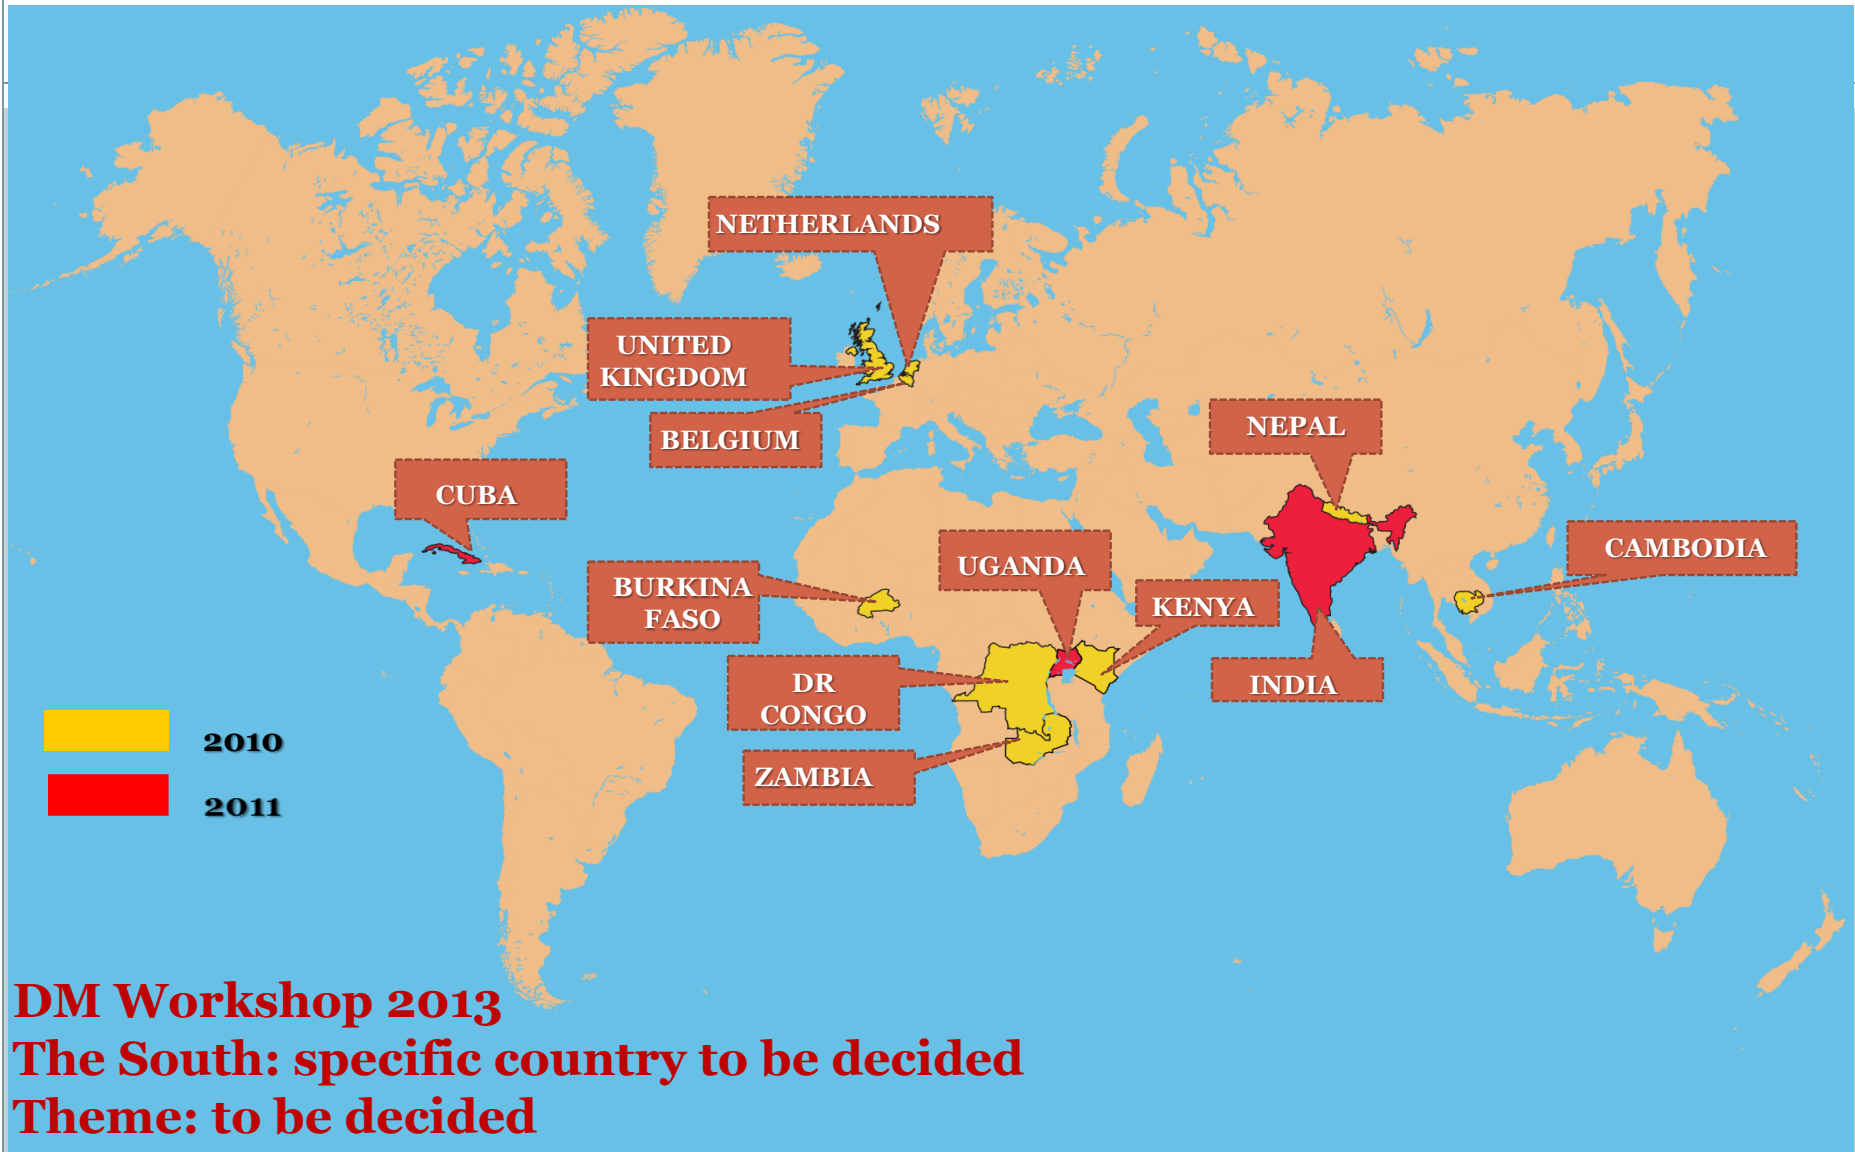 NETHERLANDS
UNITED
KINGDOM
BELGIUM
NEPAL
CUBA
CAMBODIA
UGANDA
BURKINA
FASO
KENYA
DR
CONGO
INDIA
ZAMBIA
2010
2011
DM Workshop 2013
The South: specific country to be decided
Theme: to be decided